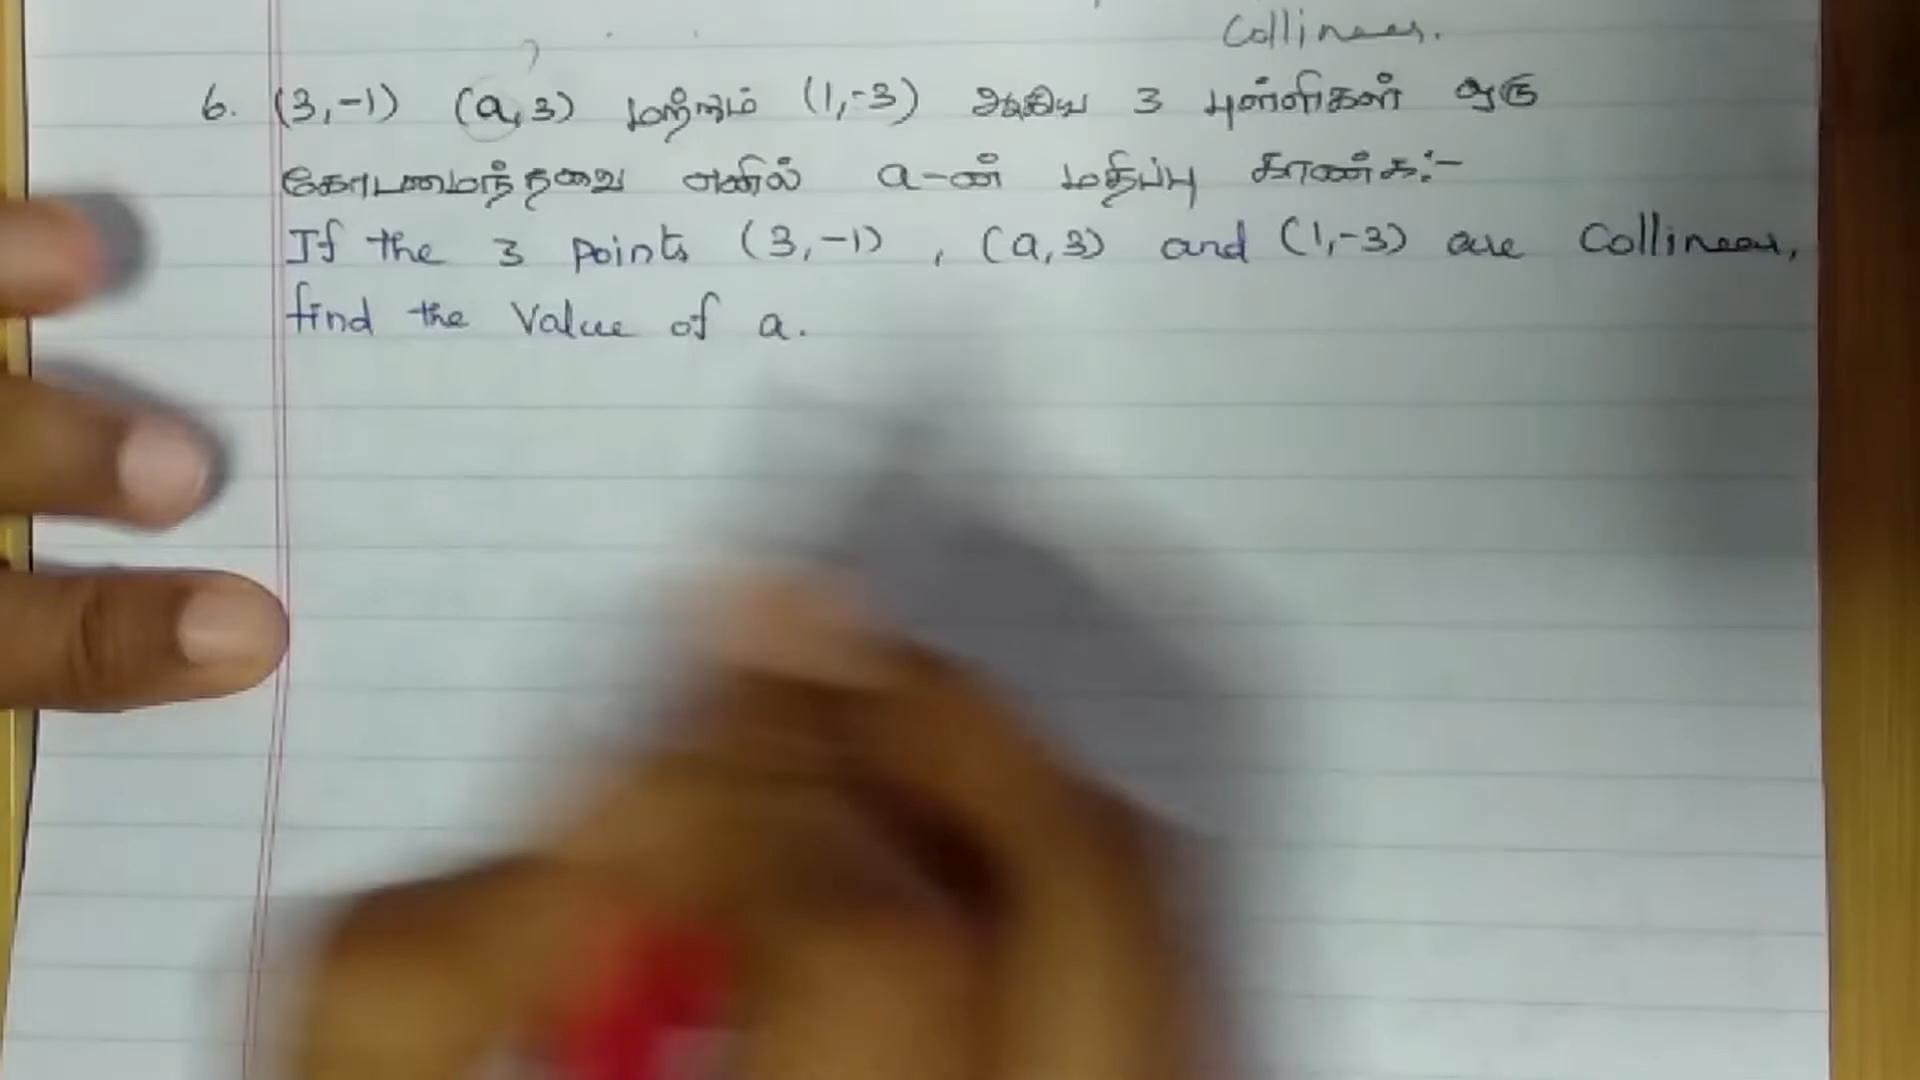 Collinear.
6. (3,-1) (a,3) மற்றும் (1,-3) ஆகிய 3 புள்ளிகள் ஒரு
கோடமைந்தவை எனில் a-ன் மதிப்பு காண்க:-
If the 3 points (3,-1) , (a,3) and (1,-3) are Collinear,
find the Value of a.